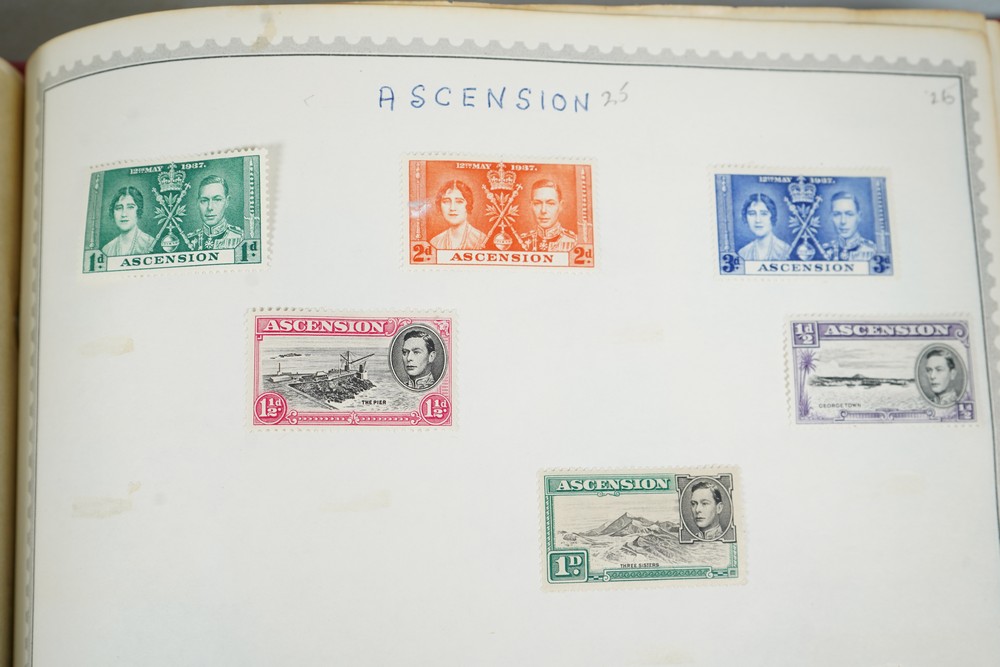 ASCENSION 25
26
12TH MAY 1937.
1d 1d
ASCENSION
12TH MAY 1937.
2d 2d
ASCENSION
12TH MAY 1937.
3d 3d
ASCENSION
ASCENSION
THE PIER
1½d 1½d
½d ASCENSION
GEORGETOWN
½d
ASCENSION
THREE SISTERS
1D.